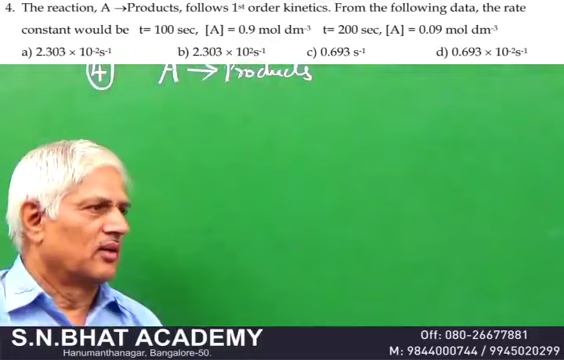 4. The reaction, A →Products, follows 1st order kinetics. From the following data, the rate
constant would be t= 100 sec, [A] = 0.9 mol dm-3 t= 200 sec, [A] = 0.09 mol dm-3
a) 2.303 × 10-2s-1 b) 2.303 × 102s-1 c) 0.693 s-1 d) 0.693 × 10-2s-1
4 A → Products
S.N.BHAT ACADEMY
Hanumanthanagar, Bangalore-50.
Off: 080-26677881
M: 9844000744 / 9945020299